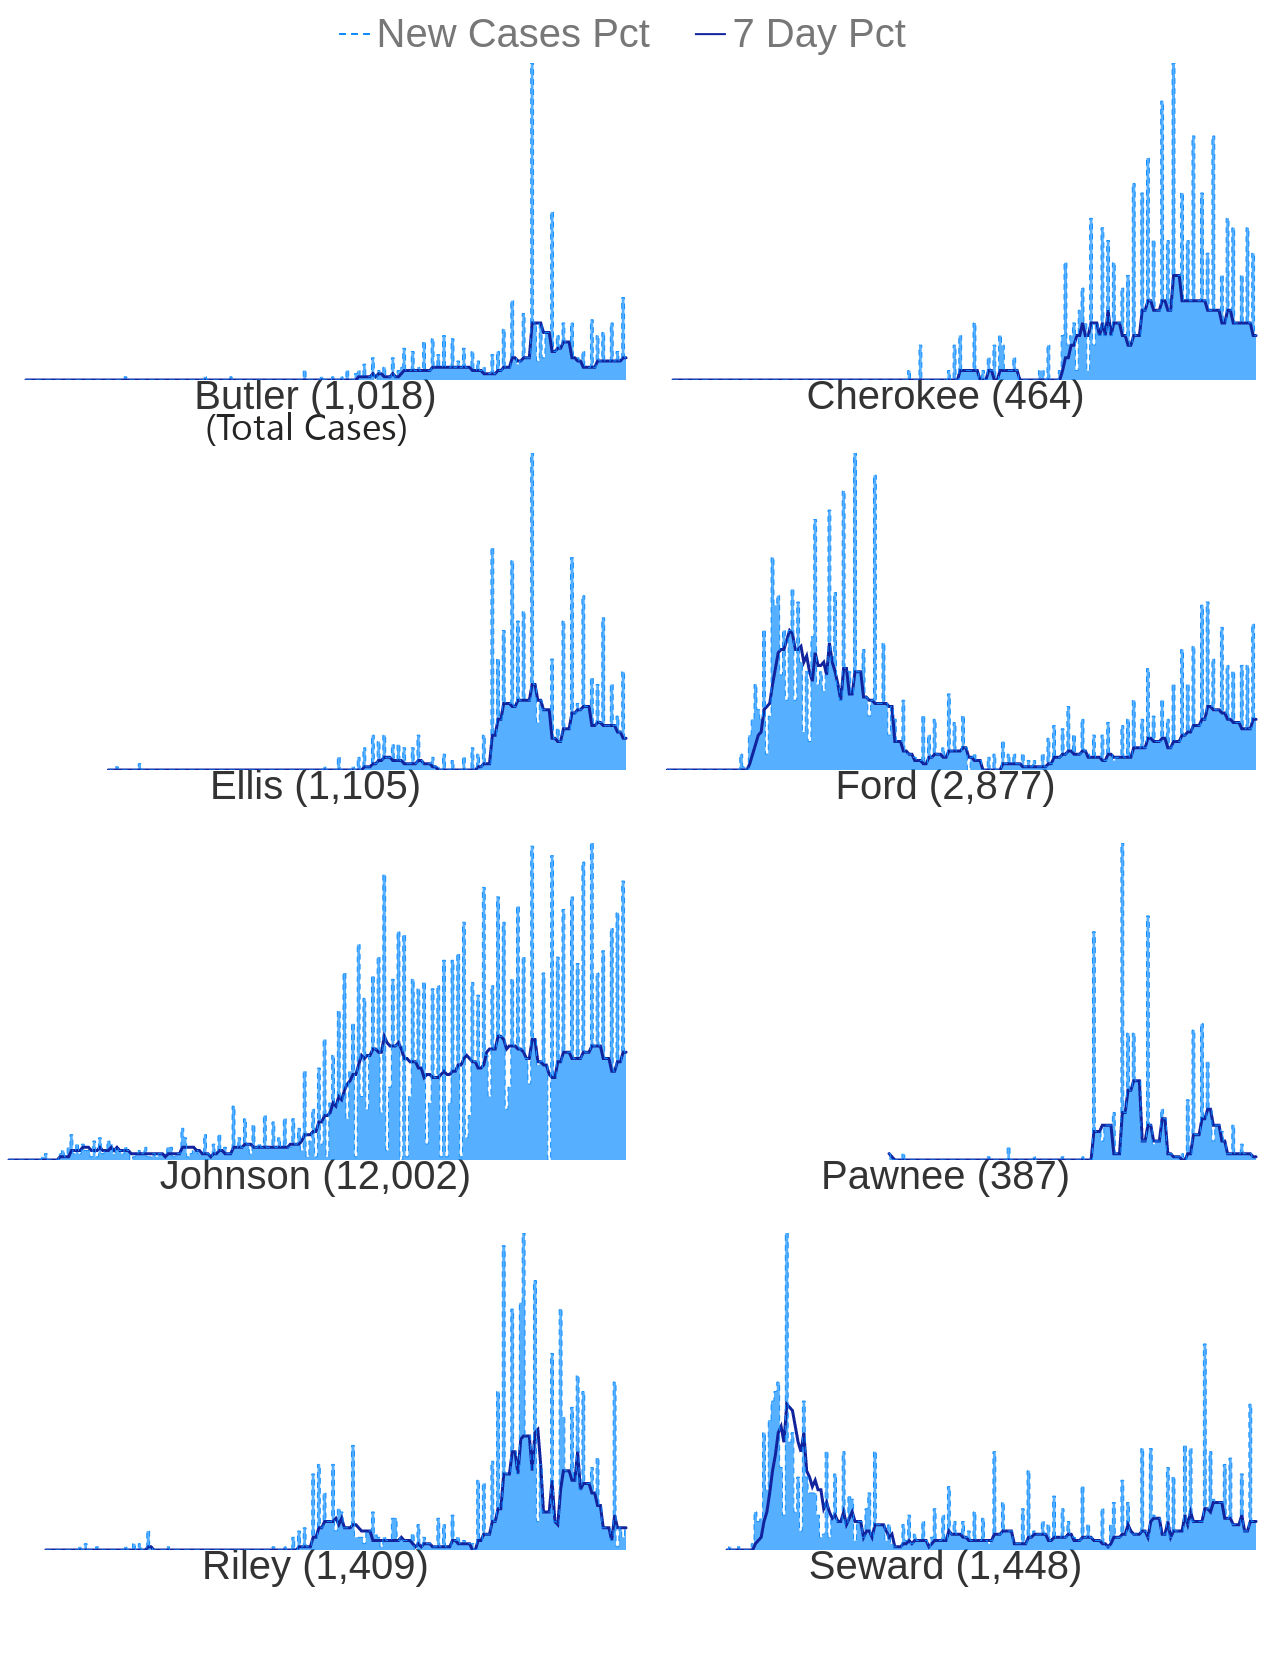 New Cases Pct 7 Day Pct
Butler (1,018) Cherokee (464)
(Total Cases)
Ellis (1,105) Ford (2,877)
Johnson (12,002) Pawnee (387)
Riley (1,409) Seward (1,448)